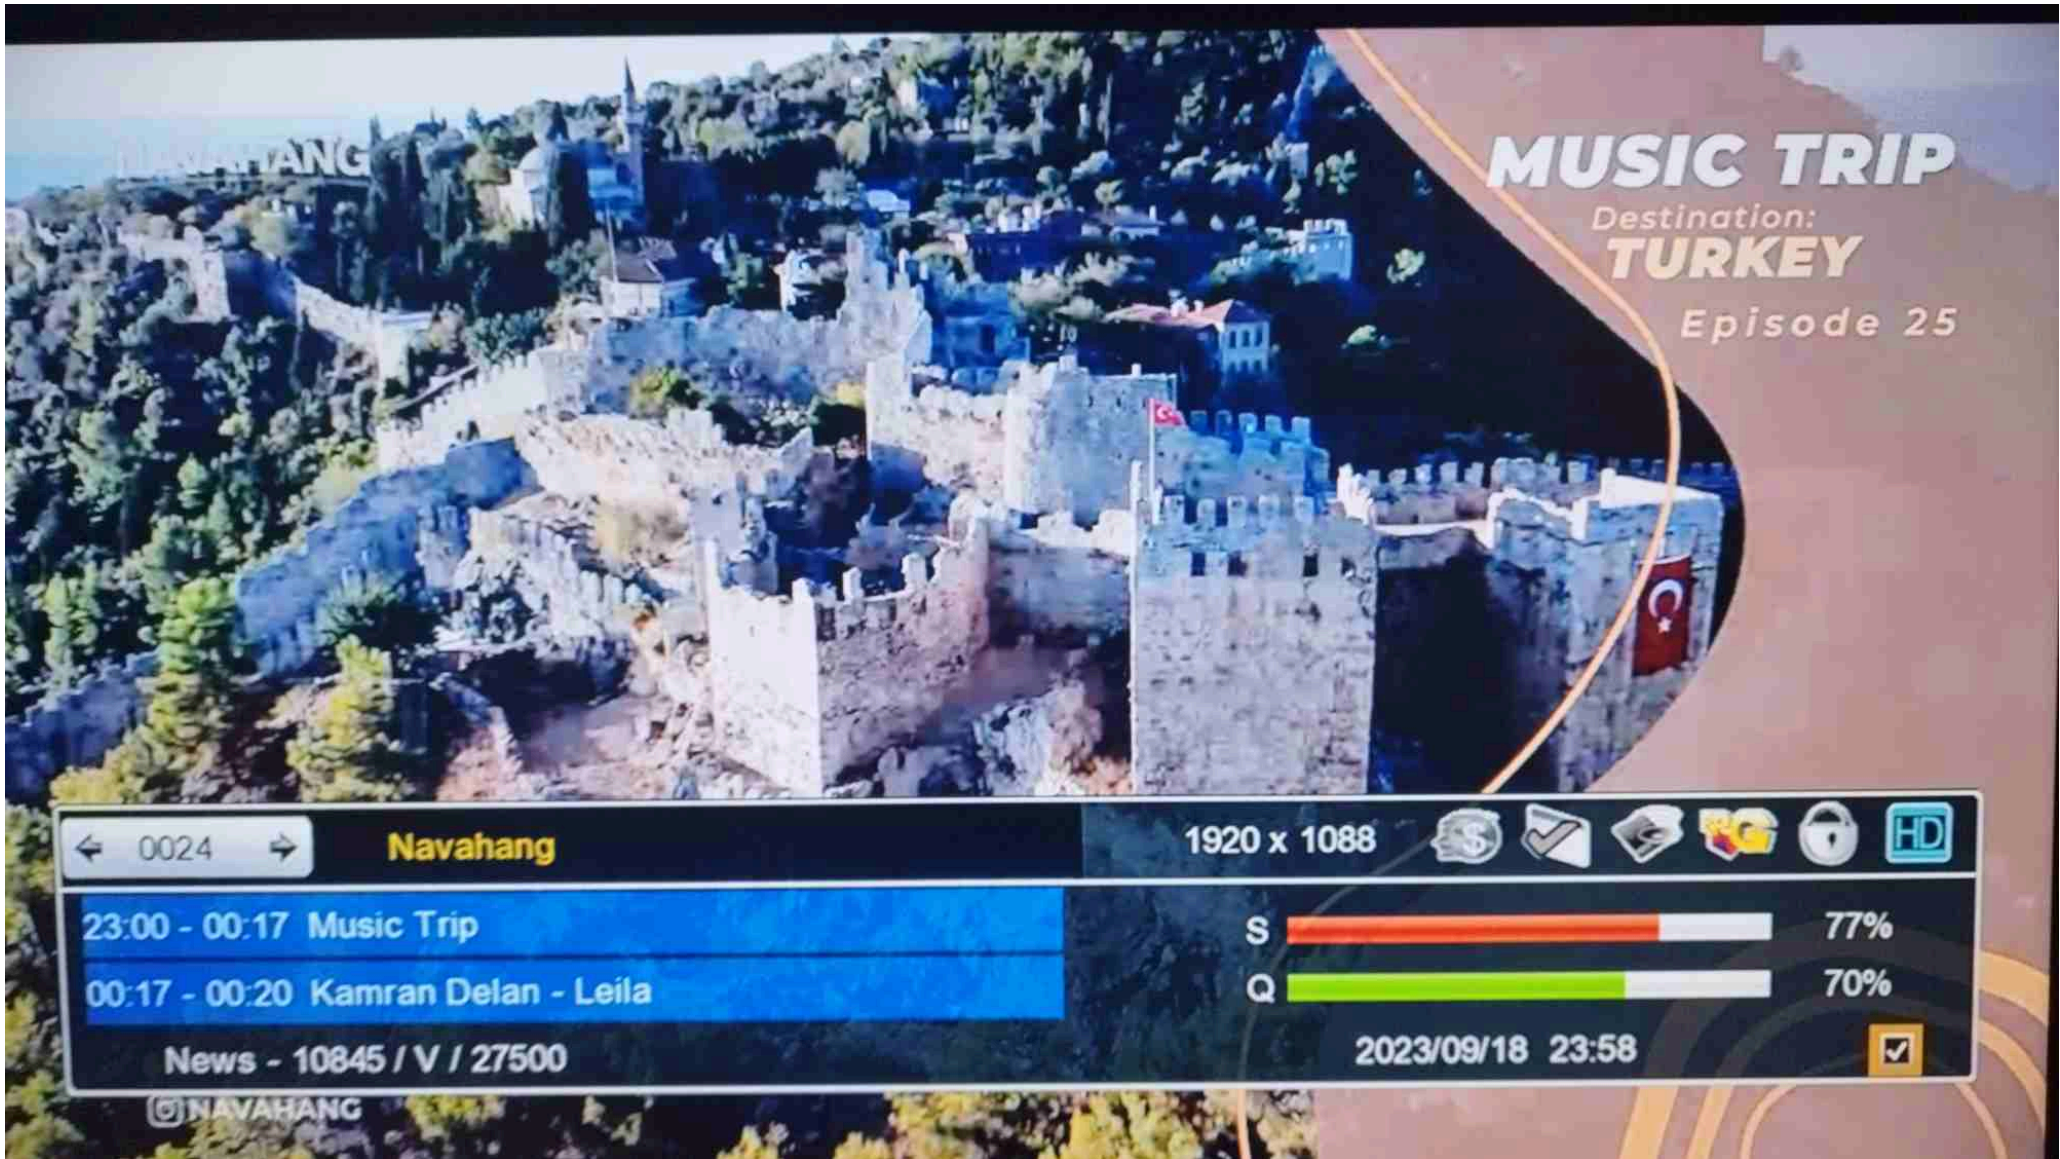 NAVAHANG
MUSIC TRIP
Destination:
TURKEY
Episode 25
0024 Navahang 1920 x 1088 HD
23:00 - 00:17 Music Trip
S 77%
00:17 - 00:20 Kamran Delan - Leila
Q 70%
News - 10845 / V / 27500
2023/09/18 23:58
NAVAHANG